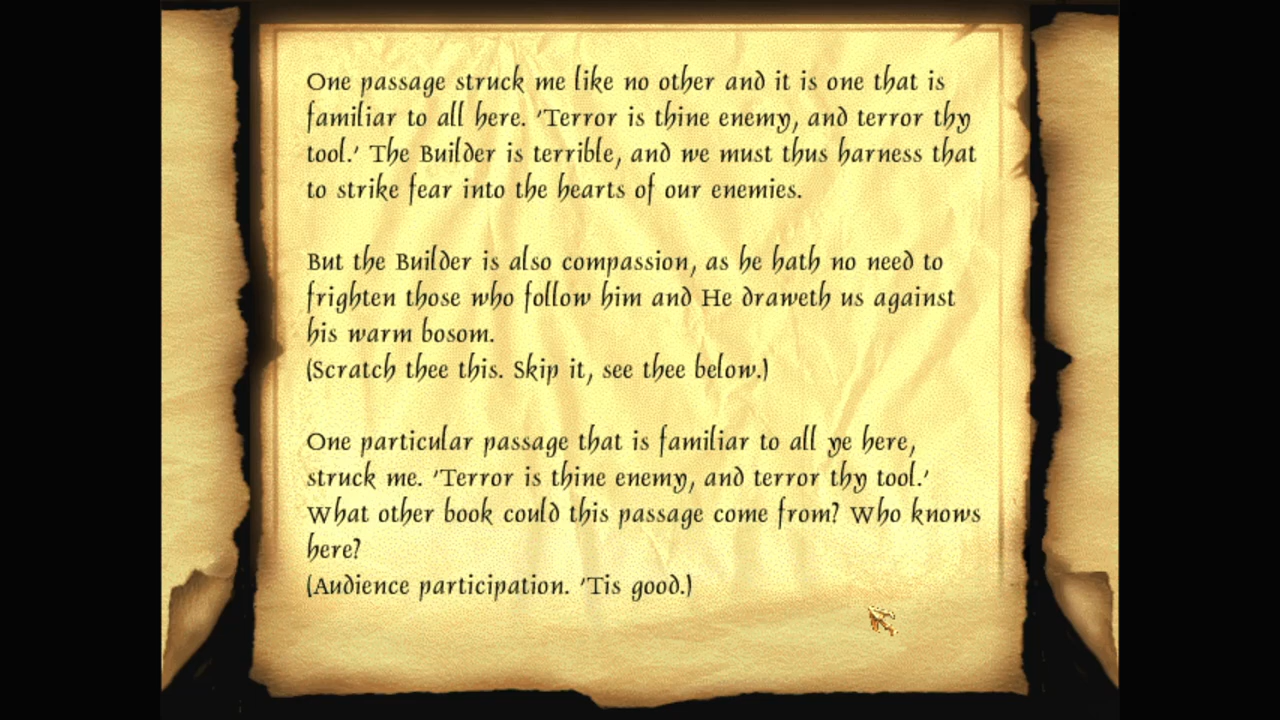 One passage struck me like no other and it is one that is
familiar to all here. 'Terror is thine enemy, and terror thy
tool.' The Builder is terrible, and we must thus harness that
to strike fear into the hearts of our enemies.
But the Builder is also compassion, as he hath no need to
frighten those who follow him and He draweth us against
his warm bosom.
(Scratch thee this. Skip it, see thee below.)
One particular passage that is familiar to all ye here,
struck me. 'Terror is thine enemy, and terror thy tool.'
What other book could this passage come from? Who knows
here?
(Audience participation. 'Tis good.)